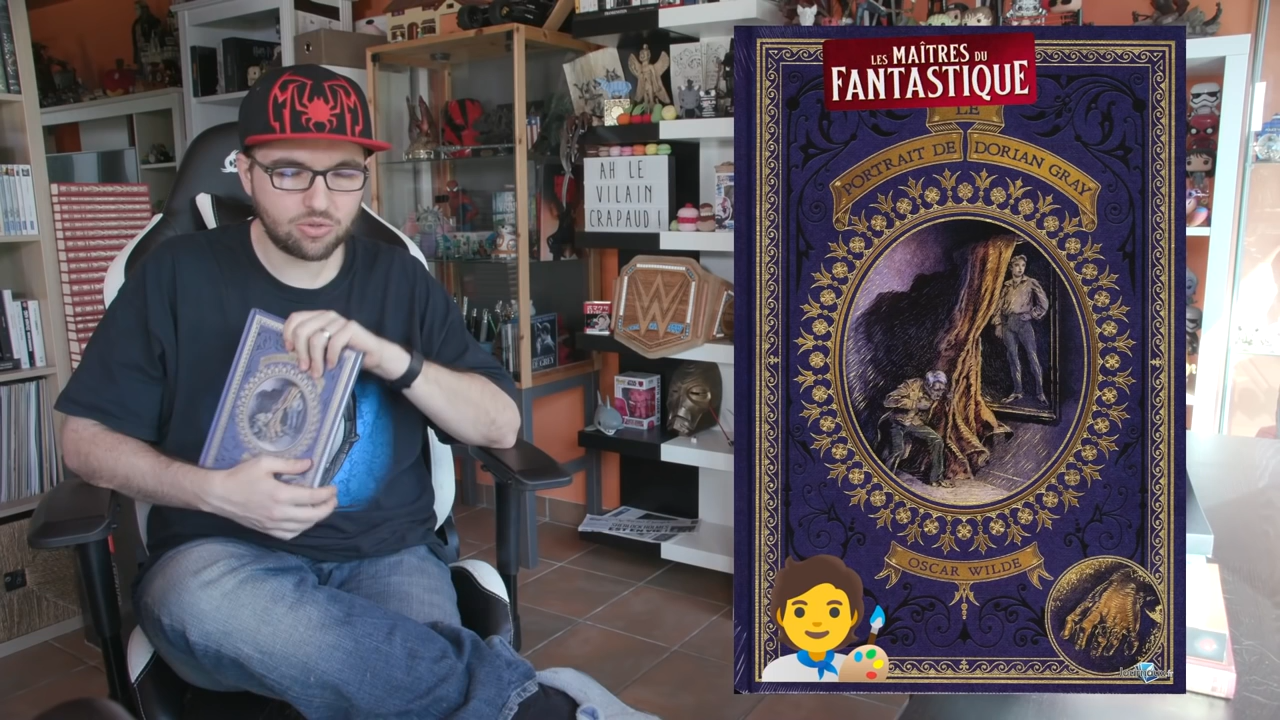 LES MAÎTRES DU
FANTASTIQUE
LE
PORTRAIT DE DORIAN GRAY
OSCAR WILDE
AH LE
VILAIN
CRAPAUD !